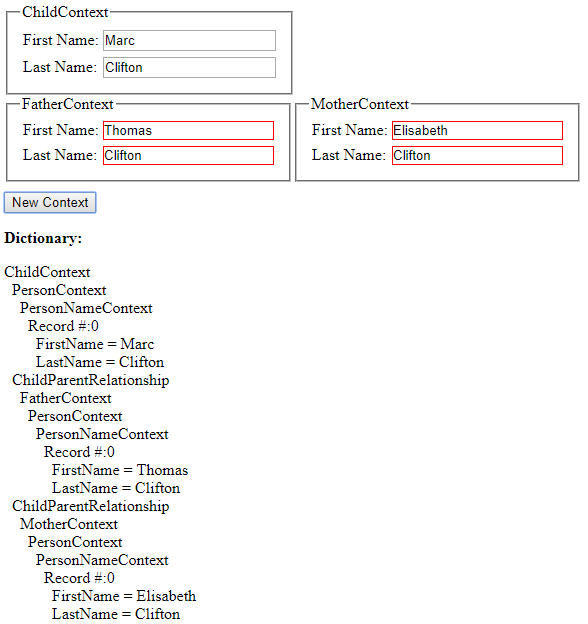 ChildContext
First Name: Marc
Last Name: Clifton
FatherContext
First Name: Thomas
Last Name: Clifton
MotherContext
First Name: Elisabeth
Last Name: Clifton
New Context
Dictionary:
ChildContext
PersonContext
PersonNameContext
Record #:0
FirstName = Marc
LastName = Clifton
ChildParentRelationship
FatherContext
PersonContext
PersonNameContext
Record #:0
FirstName = Thomas
LastName = Clifton
ChildParentRelationship
MotherContext
PersonContext
PersonNameContext
Record #:0
FirstName = Elisabeth
LastName = Clifton